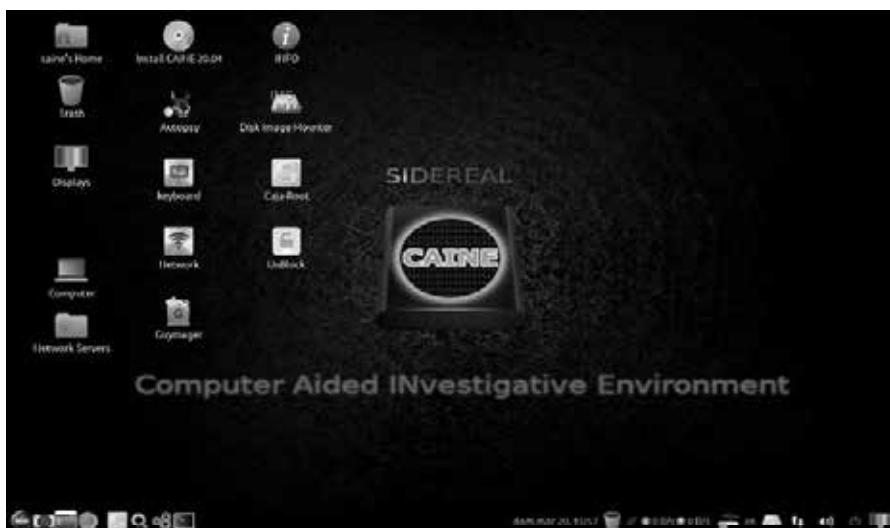 caine's Home
Install CAINE 20.04
INFO
Trash
Autopsy
Disk Image Mounter
SIDEREAL
Displays
keyboard
Caja-Root
CAINE
Network
UnBlock
Computer
Guymager
Network Servers
Computer Aided INvestigative Environment